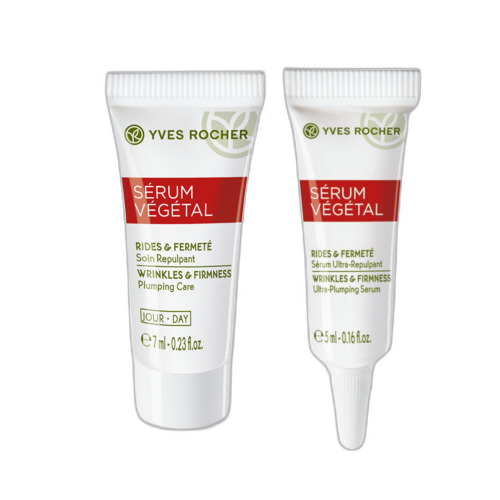 YVES ROCHER
SÉRUM
VÉGÉTAL
RIDES & FERMETÉ
Soin Repulpant
WRINKLES & FIRMNESS
Plumping Care
JOUR • DAY
℮ 7 ml - 0.23 fl.oz.
YVES ROCHER
SÉRUM
VÉGÉTAL
RIDES & FERMETÉ
Sérum Ultra-Repulpant
WRINKLES & FIRMNESS
Ultra-Plumping Serum
℮ 5 ml - 0.16 fl.oz.